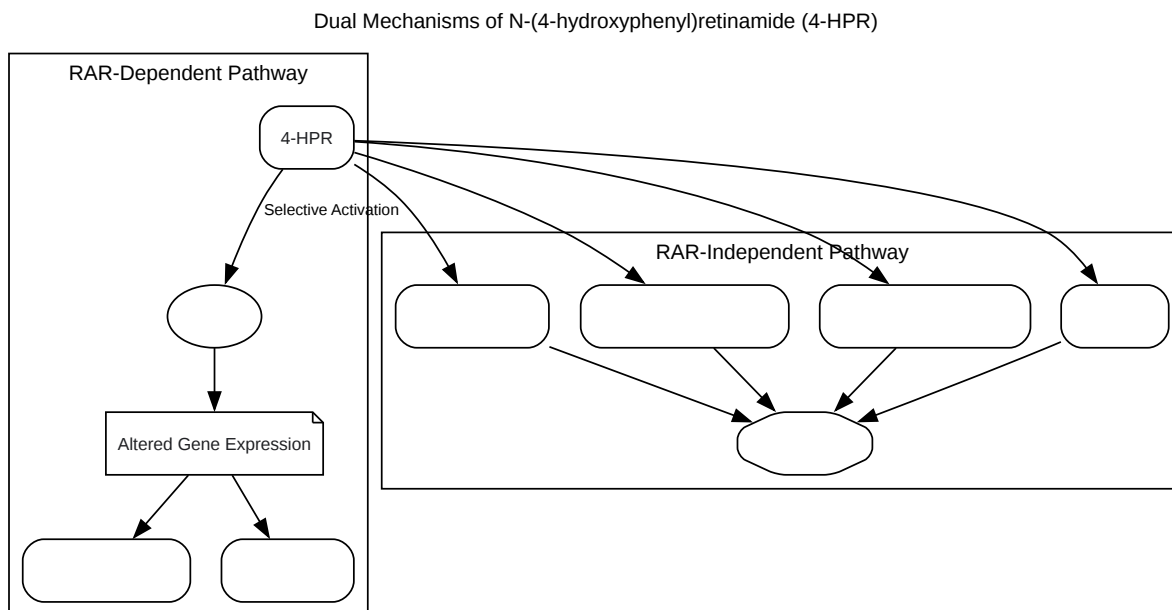 Dual Mechanisms of N-(4-hydroxyphenyl)retinamide (4-HPR)
RAR-Dependent Pathway
4-HPR
Selective Activation
RAR-Independent Pathway
Altered Gene Expression